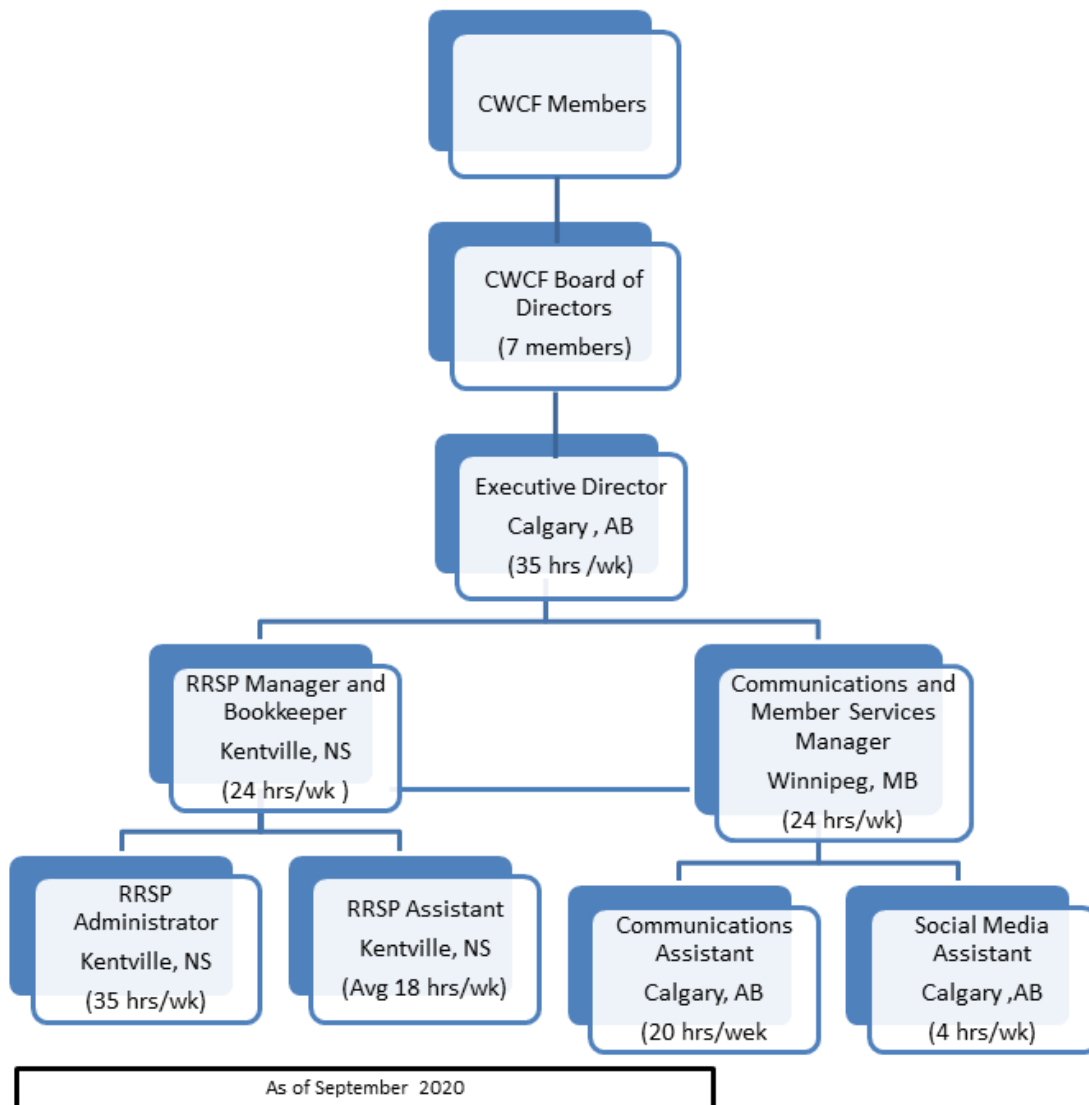 CWCF Members
CWCF Board of
Directors
(7 members)
Executive Director
Calgary , AB
(35 hrs /wk)
RRSP Manager and
Bookkeeper
Kentville, NS
(24 hrs/wk )
Communications and
Member Services
Manager
Winnipeg, MB
(24 hrs/wk)
RRSP
Administrator
Kentville, NS
(35 hrs/wk)
RRSP Assistant
Kentville, NS
(Avg 18 hrs/wk)
Communications
Assistant
Calgary, AB
(20 hrs/wek
Social Media
Assistant
Calgary ,AB
(4 hrs/wk)
As of September 2020